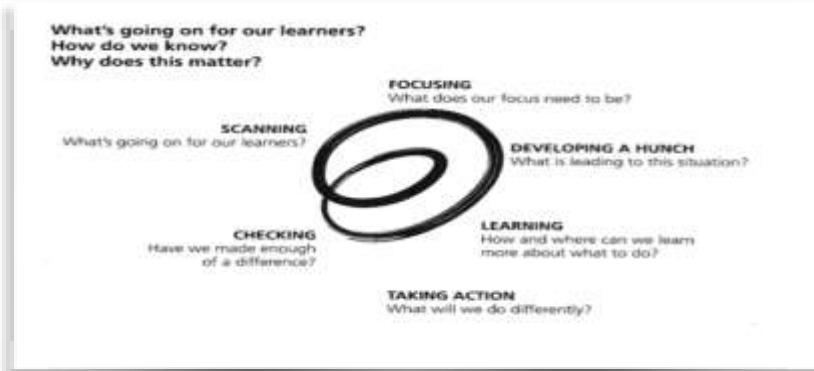 What's going on for our learners?
How do we know?
Why does this matter?
FOCUSING
What does our focus need to be?
SCANNING
What's going on for our learners?
DEVELOPING A HUNCH
What is leading to this situation?
LEARNING
How and where can we learn
more about what to do?
CHECKING
Have we made enough
of a difference?
TAKING ACTION
What will we do differently?